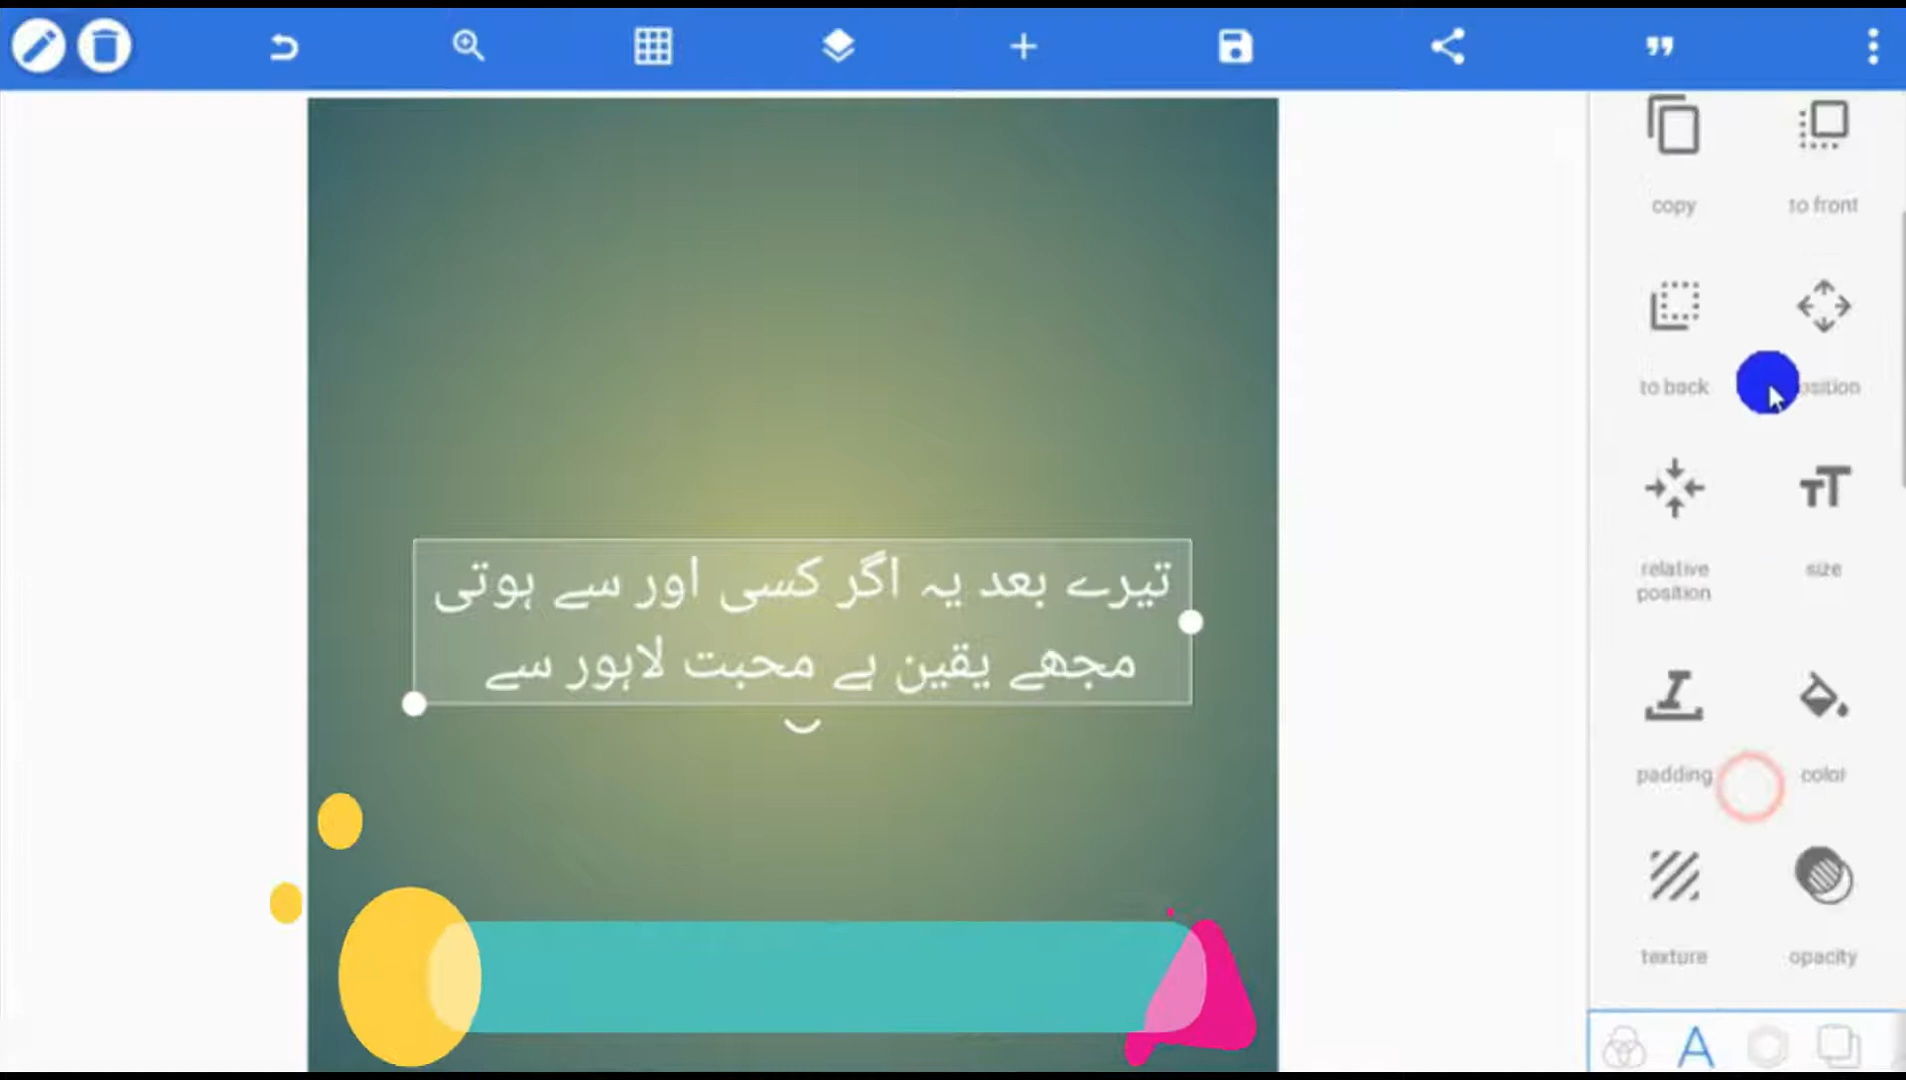 copy
to front
to back
osition
relative
position
size
padding
color
texture
opacity
تیرے بعد یہ اگر کسی اور سے ہوتی
مجھے یقین ہے محبت لاہور سے